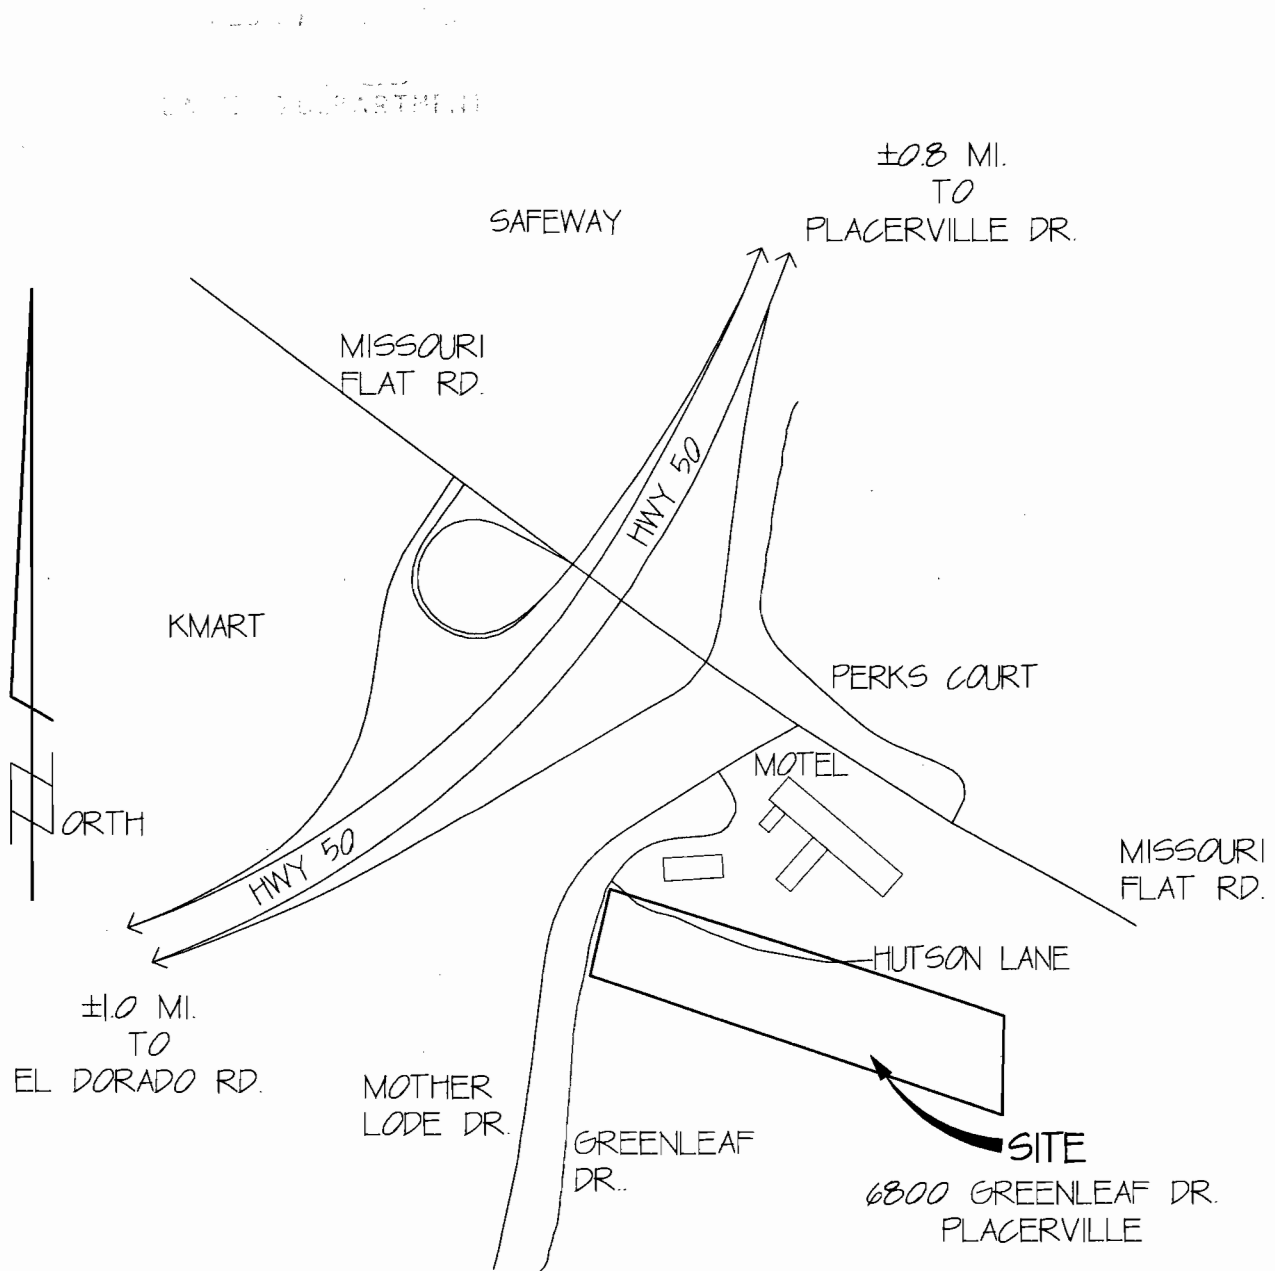 ±0.8 MI.
TO
PLACERVILLE DR.
SAFEWAY
MISSOURI
FLAT RD.
HWY 50
KMART
PERKS COURT
MOTEL
NORTH
HWY 50
MISSOURI
FLAT RD.
HUTSON LANE
±1.0 MI.
TO
EL DORADO RD.
MOTHER
LODE DR.
GREENLEAF
DR..
SITE
6800 GREENLEAF DR.
PLACERVILLE